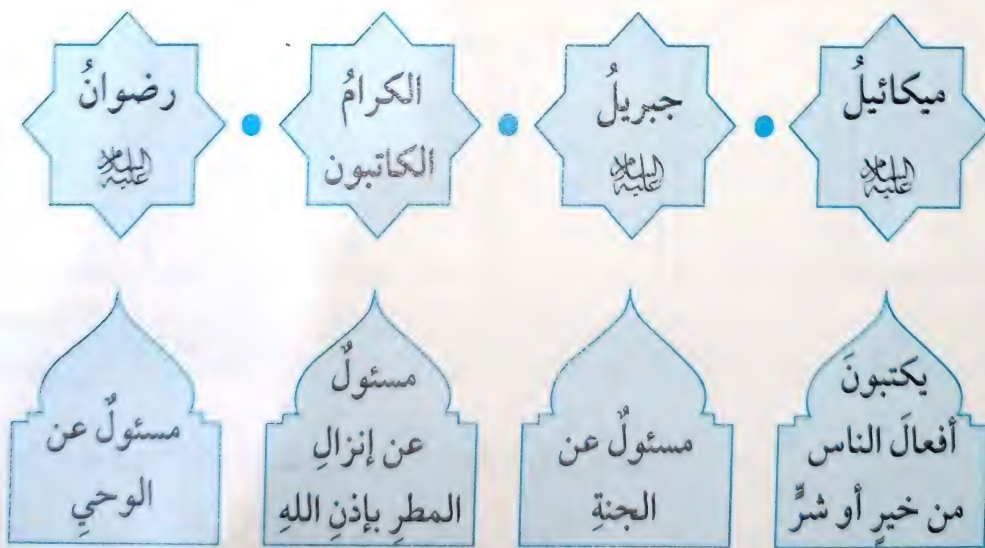 ميكائيلُ
عليه السلام
جبريلُ
عليه السلام
الكرامُ
الكاتبون
رضوانُ
عليه السلام
يكتبونَ
أفعالَ الناس
من خيرٍ أو شرٍّ
مسئولٌ عن
الجنةِ
مسئولٌ
عن إنزالِ
المطرِ بإذنِ اللهِ
مسئولٌ عن
الوحيِ